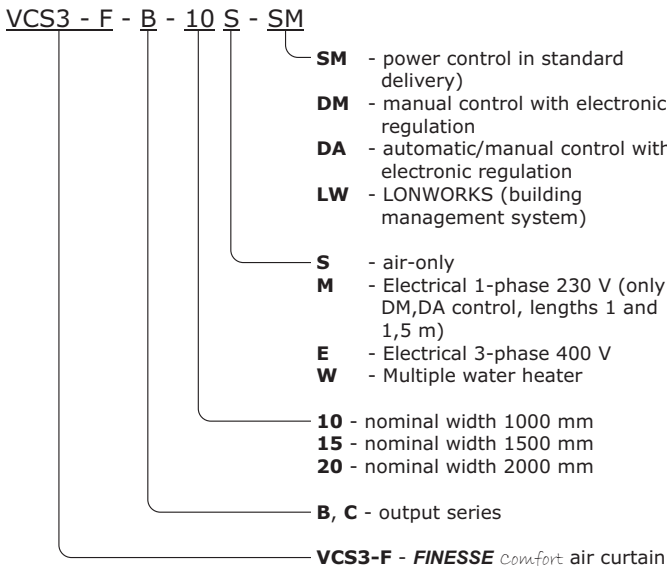 VCS3 - F - B - 10 S - SM
SM - power control in standard
delivery)
DM - manual control with electronic
regulation
DA - automatic/manual control with
electronic regulation
LW - LONWORKS (building
management system)
S - air-only
M - Electrical 1-phase 230 V (only
DM,DA control, lengths 1 and
1,5 m)
E - Electrical 3-phase 400 V
W - Multiple water heater
10 - nominal width 1000 mm
15 - nominal width 1500 mm
20 - nominal width 2000 mm
B, C - output series
VCS3-F - FINESSE Comfort air curtain